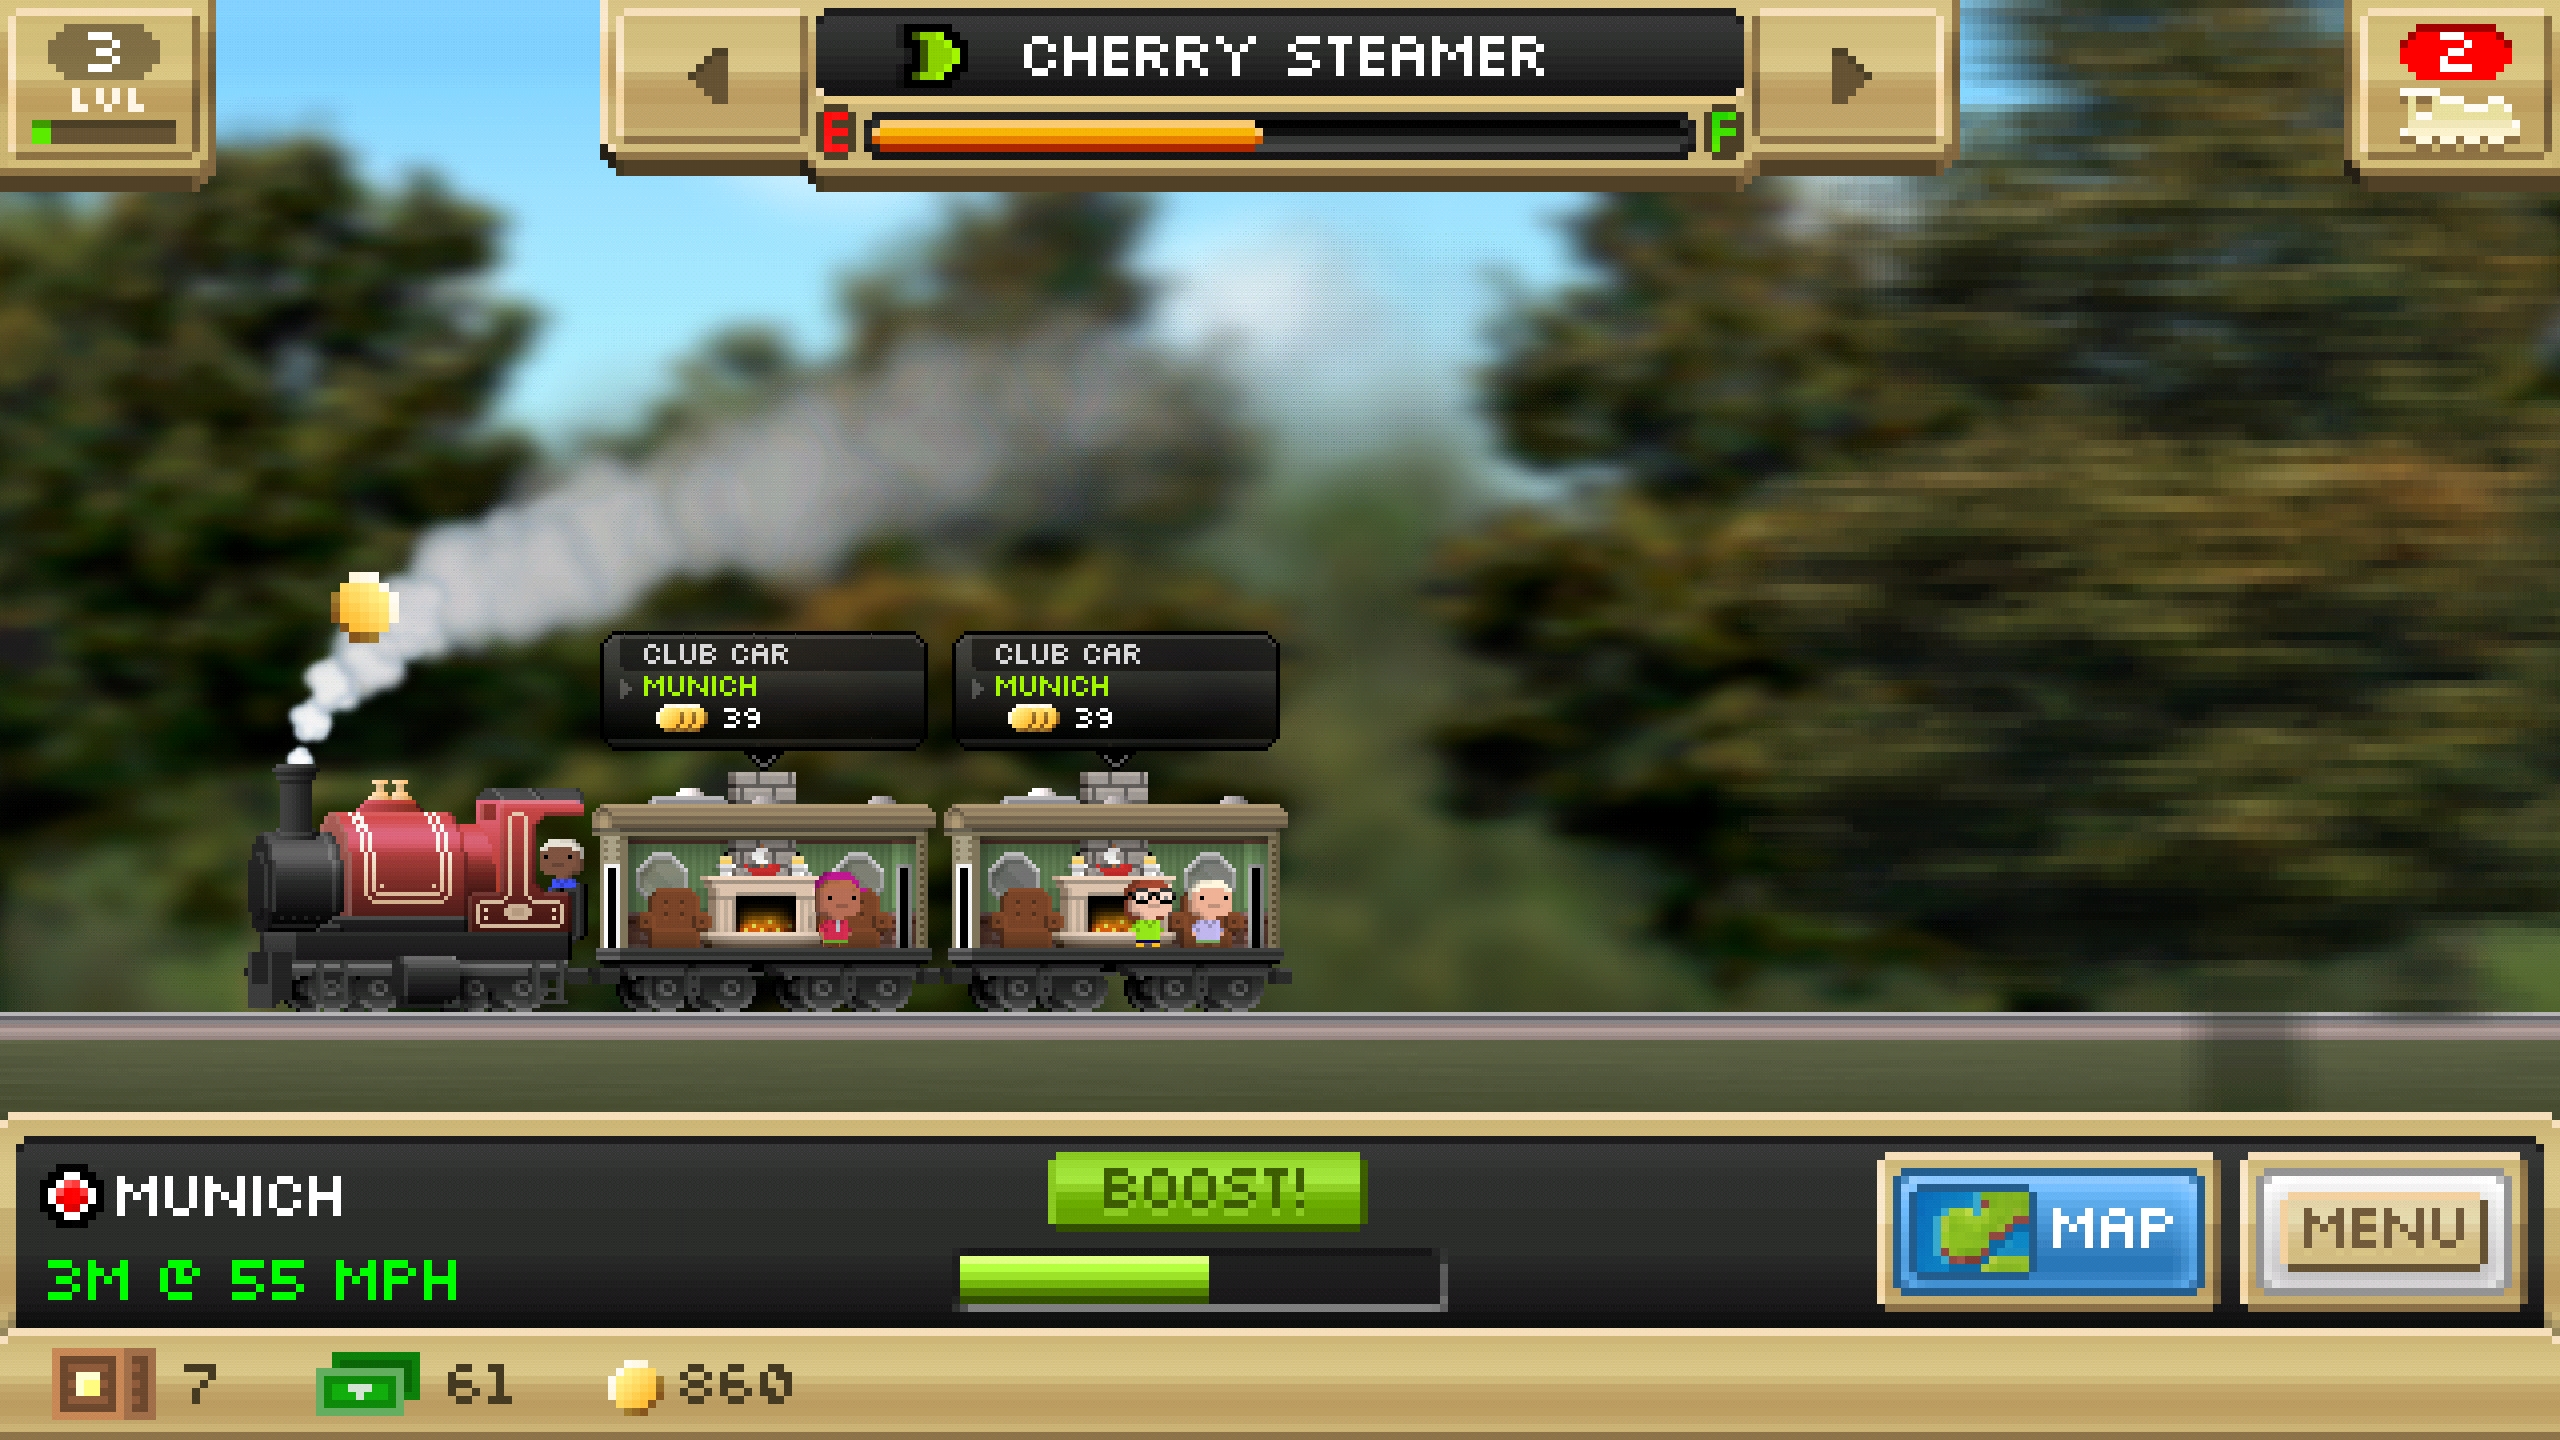 3
LVL
CHERRY STEAMER
E
F
2
CLUB CAR
MUNICH
39
CLUB CAR
MUNICH
39
MUNICH
3M @ 55 MPH
BOOST!
MAP
MENU
7
61
860